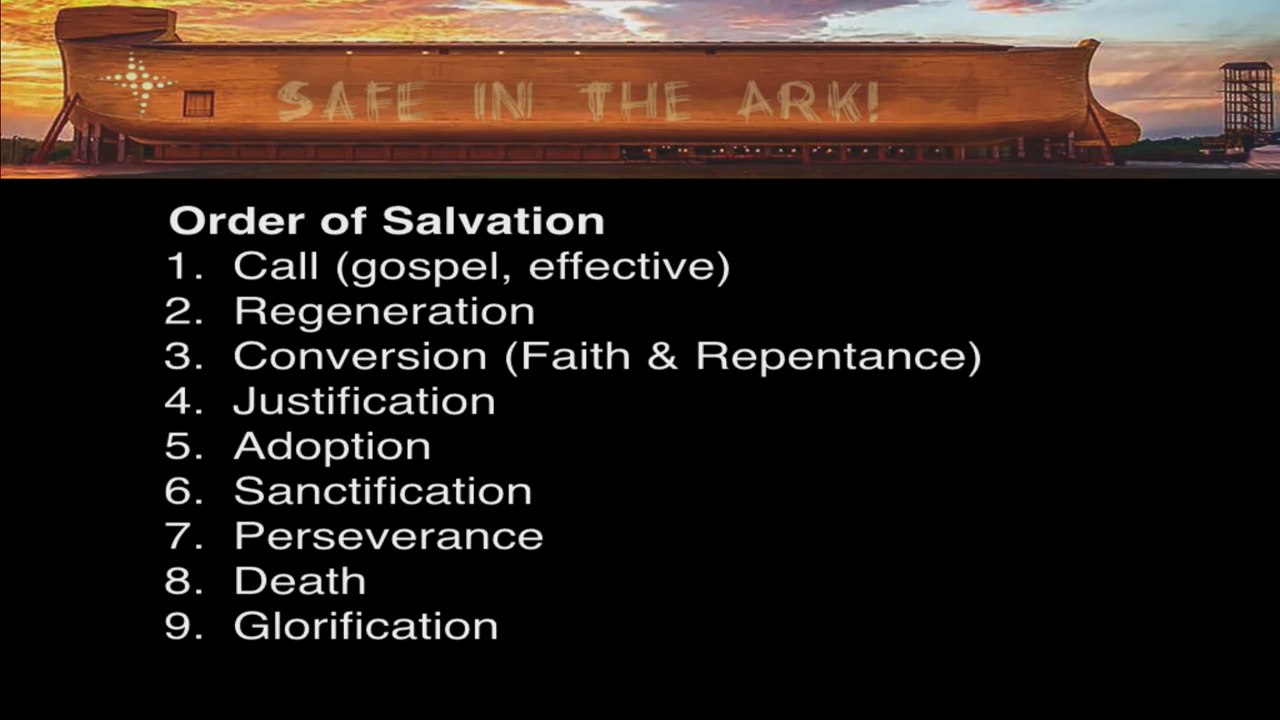 SAFE IN THE ARK!
Order of Salvation
1. Call (gospel, effective)
2. Regeneration
3. Conversion (Faith & Repentance)
4. Justification
5. Adoption
6. Sanctification
7. Perseverance
8. Death
9. Glorification